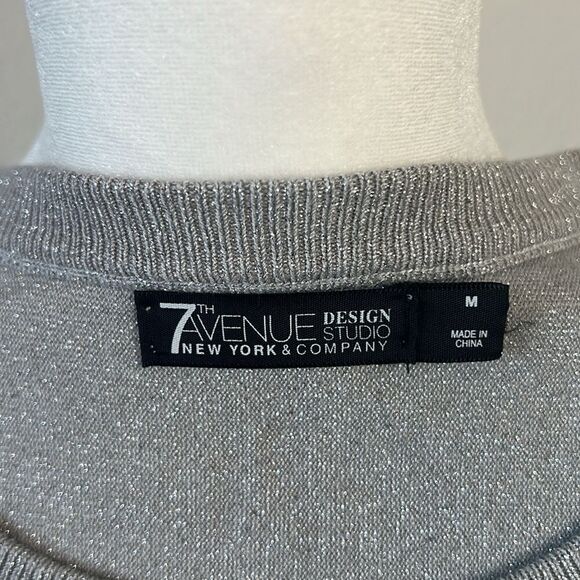 7TH AVENUE DESIGN STUDIO
NEW YORK & COMPANY
M
MADE IN
CHINA